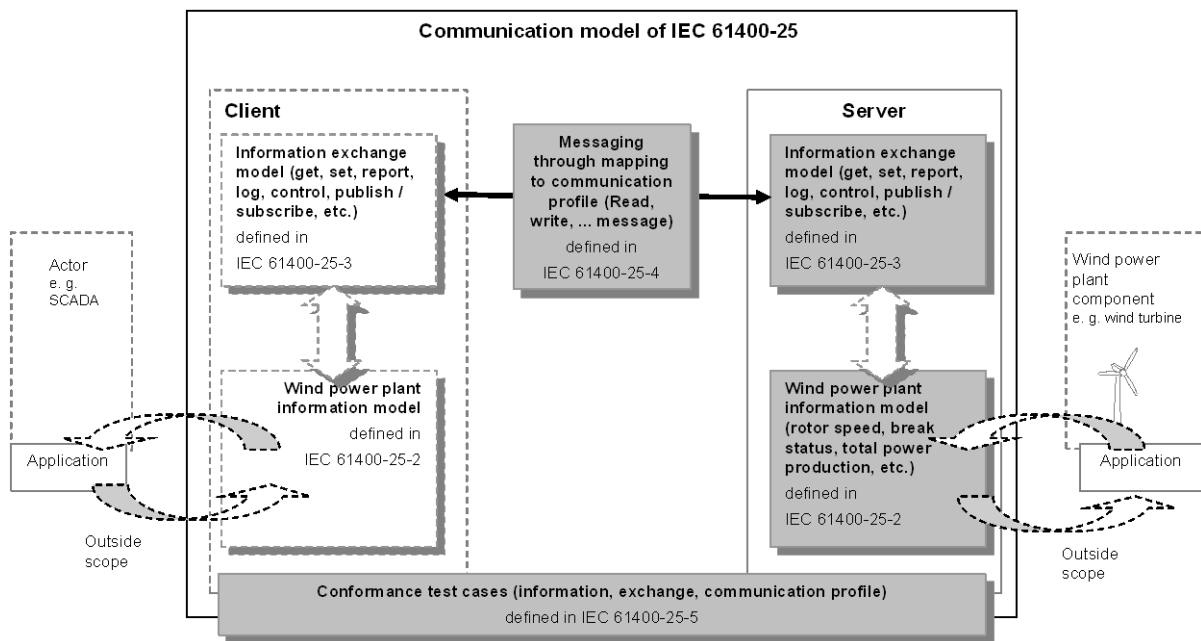 Communication model of IEC 61400-25
Client
Information exchange
model (get, set, report,
log, control, publish /
subscribe, etc.)
defined in
IEC 61400-25-3
Messaging
through mapping
to communication
profile (Read,
write, ... message)
defined in
IEC 61400-25-4
Server
Information exchange
model (get, set, report,
log, control, publish /
subscribe, etc.)
defined in
IEC 61400-25-3
Actor
e. g.
SCADA
Application
Outside
scope
Wind power plant
information model
defined in
IEC 61400-25-2
Wind power plant
information model
(rotor speed, break
status, total power
production, etc.)
defined in
IEC 61400-25-2
Wind power
plant
component
e. g. wind turbine
Application
Outside
scope
Conformance test cases (information, exchange, communication profile)
defined in IEC 61400-25-5